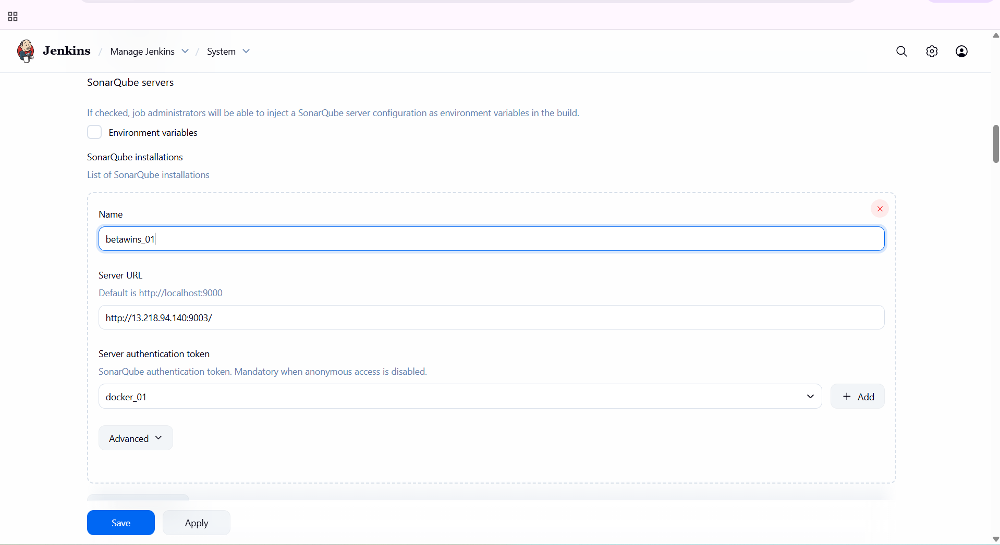 Jenkins / Manage Jenkins / System
SonarQube servers
If checked, job administrators will be able to inject a SonarQube server configuration as environment variables in the build.
Environment variables
SonarQube installations
List of SonarQube installations
Name
betawins_01
Server URL
Default is http://localhost:9000
http://13.218.94.140:9003/
Server authentication token
SonarQube authentication token. Mandatory when anonymous access is disabled.
docker_01
+ Add
Advanced
Save Apply